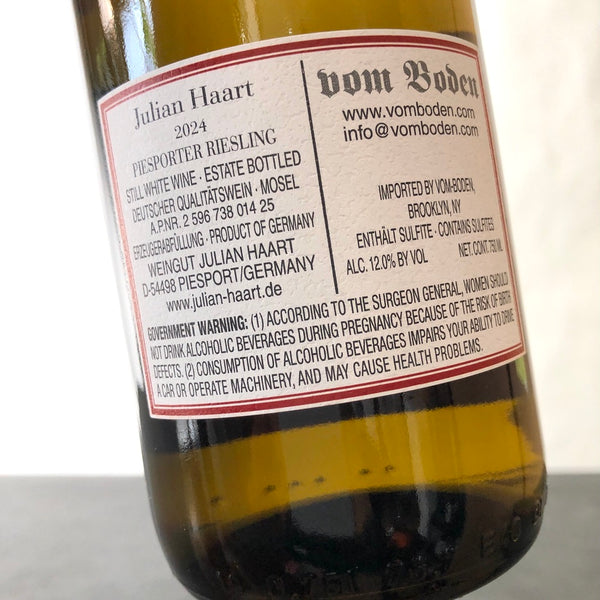 Julian Haart
2024
PIESPORTER RIESLING
STILL WHITE WINE · ESTATE BOTTLED
DEUTSCHER QUALITÄTSWEIN · MOSEL
A.P.NR. 2 596 738 014 25
ERZEUGERABFÜLLUNG · PRODUCT OF GERMANY
WEINGUT JULIAN HAART
D-54498 PIESPORT/GERMANY
www.julian-haart.de
vom Boden
www.vomboden.com
info@vomboden.com
IMPORTED BY VOM-BODEN,
BROOKLYN, NY
ENTHÄLT SULFITE · CONTAINS SULFITES
ALC. 12.0% BY VOL NET. CONT. 750 ML
GOVERNMENT WARNING: (1) ACCORDING TO THE SURGEON GENERAL, WOMEN SHOULD
NOT DRINK ALCOHOLIC BEVERAGES DURING PREGNANCY BECAUSE OF THE RISK OF BIRTH
DEFECTS. (2) CONSUMPTION OF ALCOHOLIC BEVERAGES IMPAIRS YOUR ABILITY TO DRIVE
A CAR OR OPERATE MACHINERY, AND MAY CAUSE HEALTH PROBLEMS.